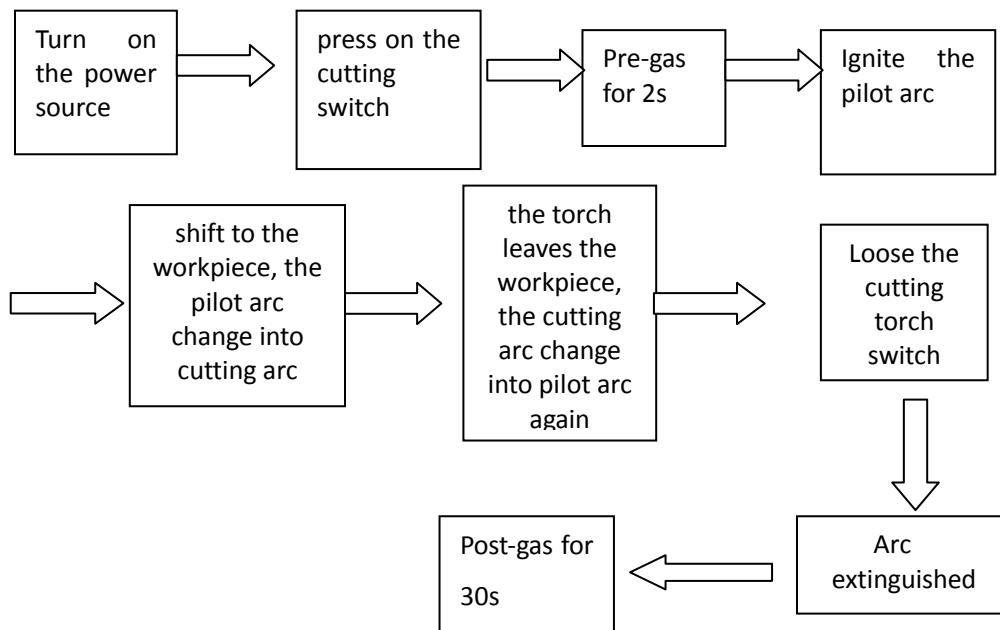 Turn on
the power
source
press on the
cutting
switch
Pre-gas
for 2s
Ignite the
pilot arc
shift to the
workpiece, the
pilot arc
change into
cutting arc
the torch
leaves the
workpiece,
the cutting
arc change
into pilot arc
again
Loose the
cutting
torch
switch
Arc
extinguished
Post-gas for
30s